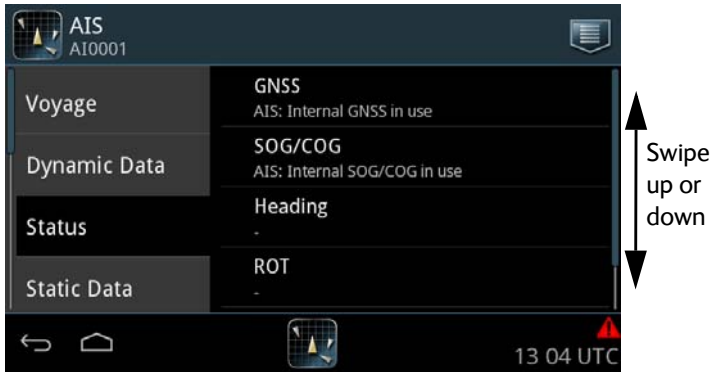 AIS
AI0001
Voyage
Dynamic Data
Status
Static Data
GNSS
AIS: Internal GNSS in use
SOG/COG
AIS: Internal SOG/COG in use
Heading
-
ROT
-
13 04 UTC
Swipe
up or
down